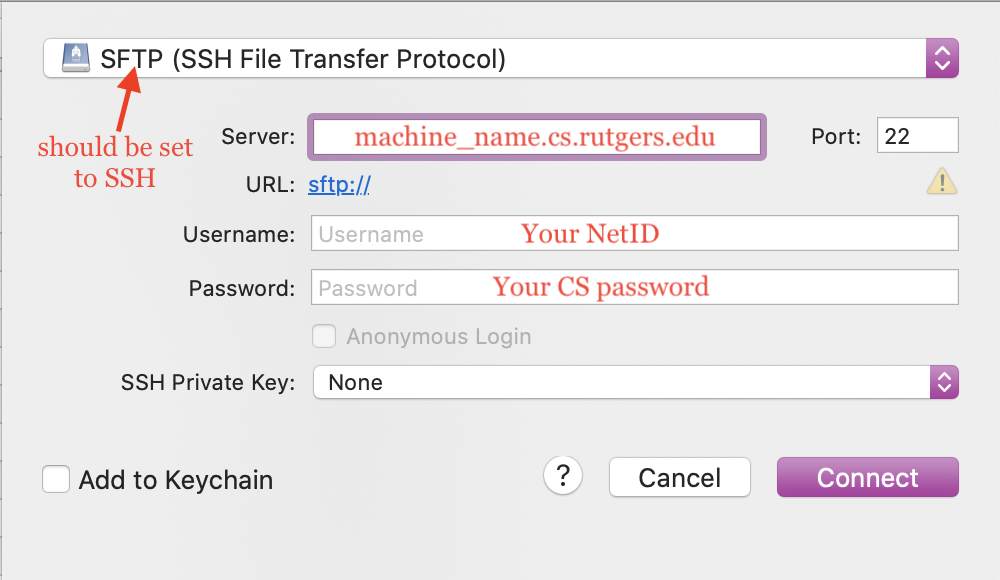 SFTP (SSH File Transfer Protocol)
should be set
to SSH
Server: machine_name.cs.rutgers.edu Port: 22
URL: sftp://
Username: Username Your NetID
Password: Password Your CS password
Anonymous Login
SSH Private Key: None
Add to Keychain ? Cancel Connect